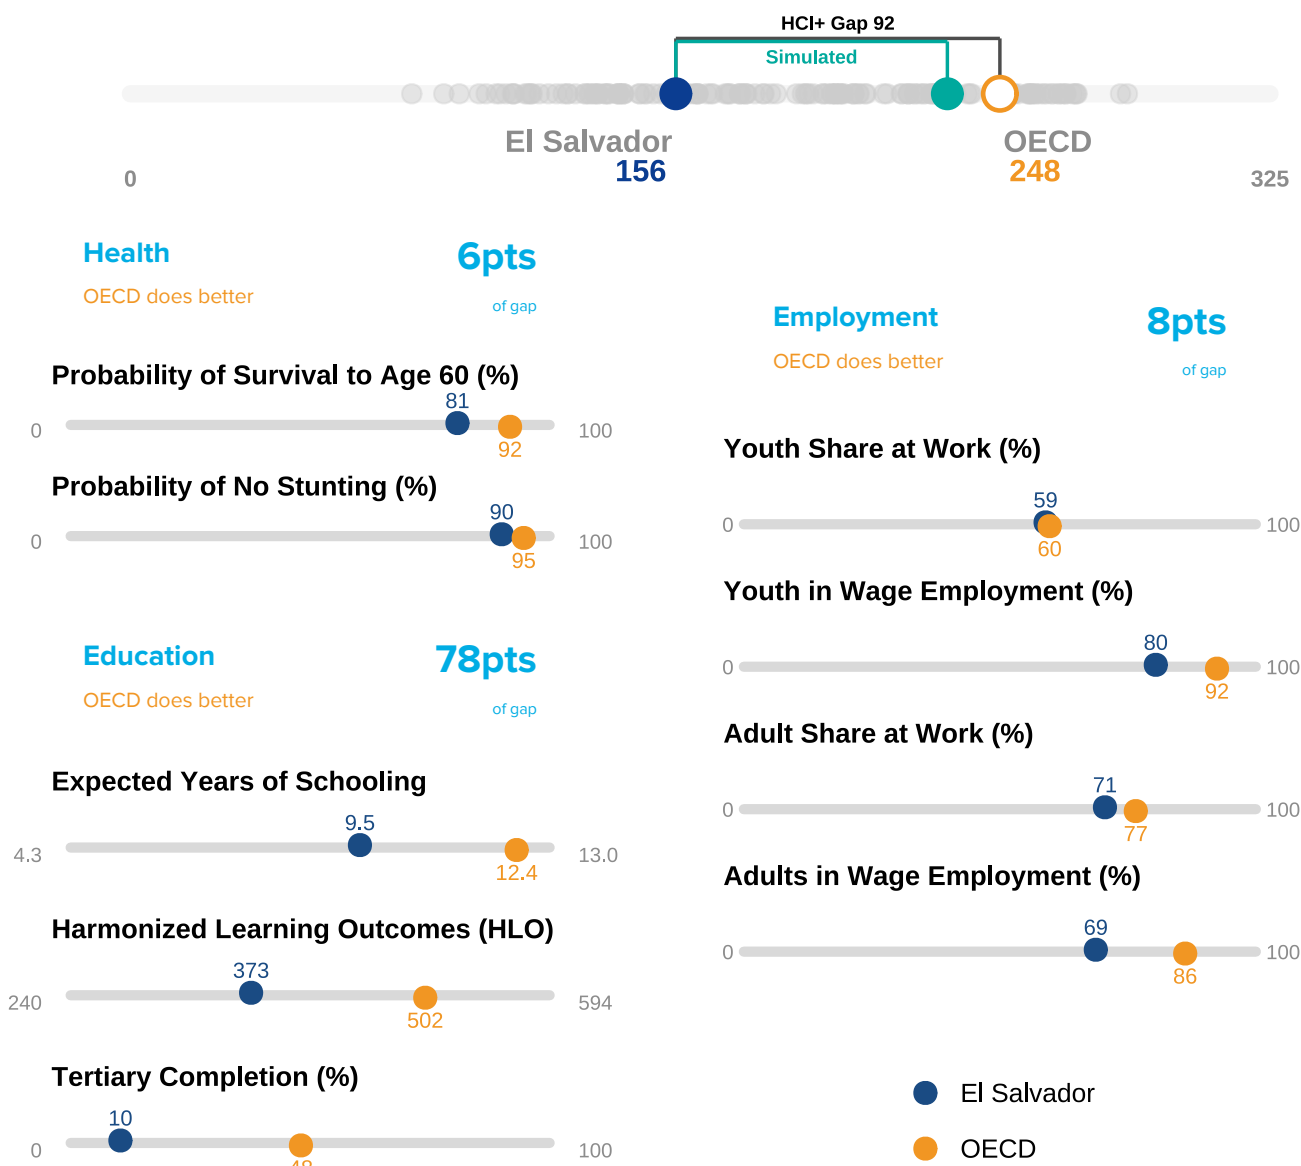 HCI+ Gap 92
Simulated
El Salvador
OECD
156
248
0
325
Health
6pts
OECD does better
of gap
Probability of Survival to Age 60 (%)
81
0
100
92
Probability of No Stunting (%)
90
0
100
95
Education
78pts
OECD does better
of gap
Expected Years of Schooling
9.5
4.3
13.0
12.4
Harmonized Learning Outcomes (HLO)
373
240
594
502
Tertiary Completion (%)
10
0
100
48
Employment
8pts
OECD does better
of gap
Youth Share at Work (%)
59
0
100
60
Youth in Wage Employment (%)
80
0
100
92
Adult Share at Work (%)
71
0
100
77
Adults in Wage Employment (%)
69
0
100
86
El Salvador
OECD